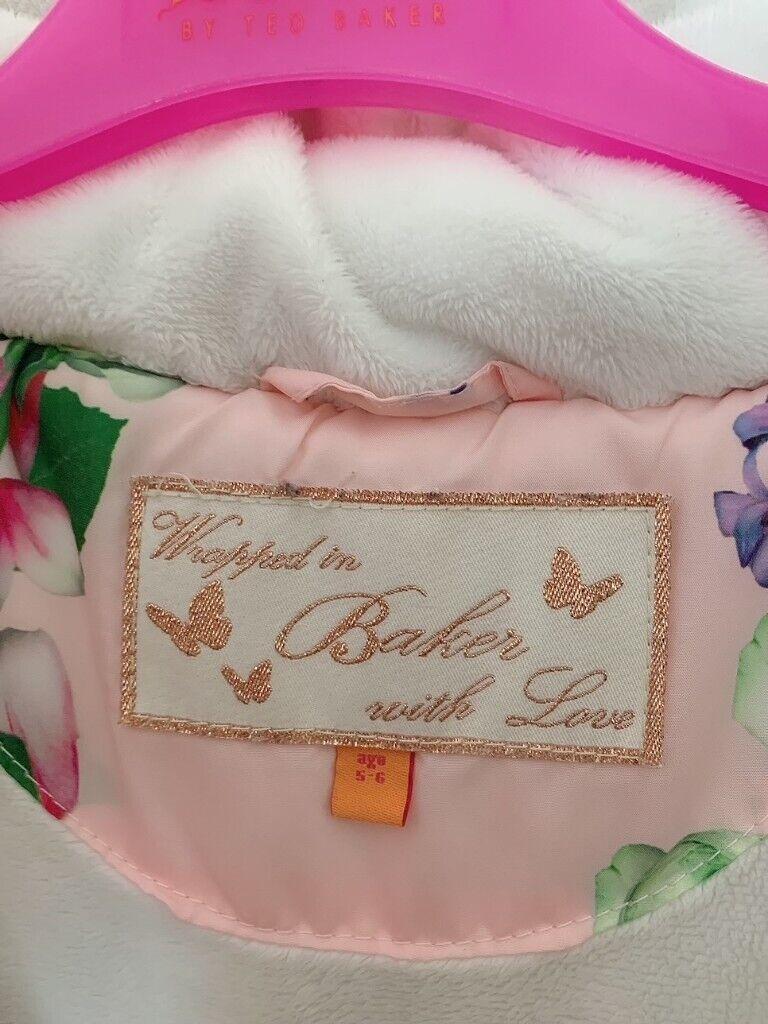 BY TED BAKER
Wrapped in
Baker
with Love
age
5-6